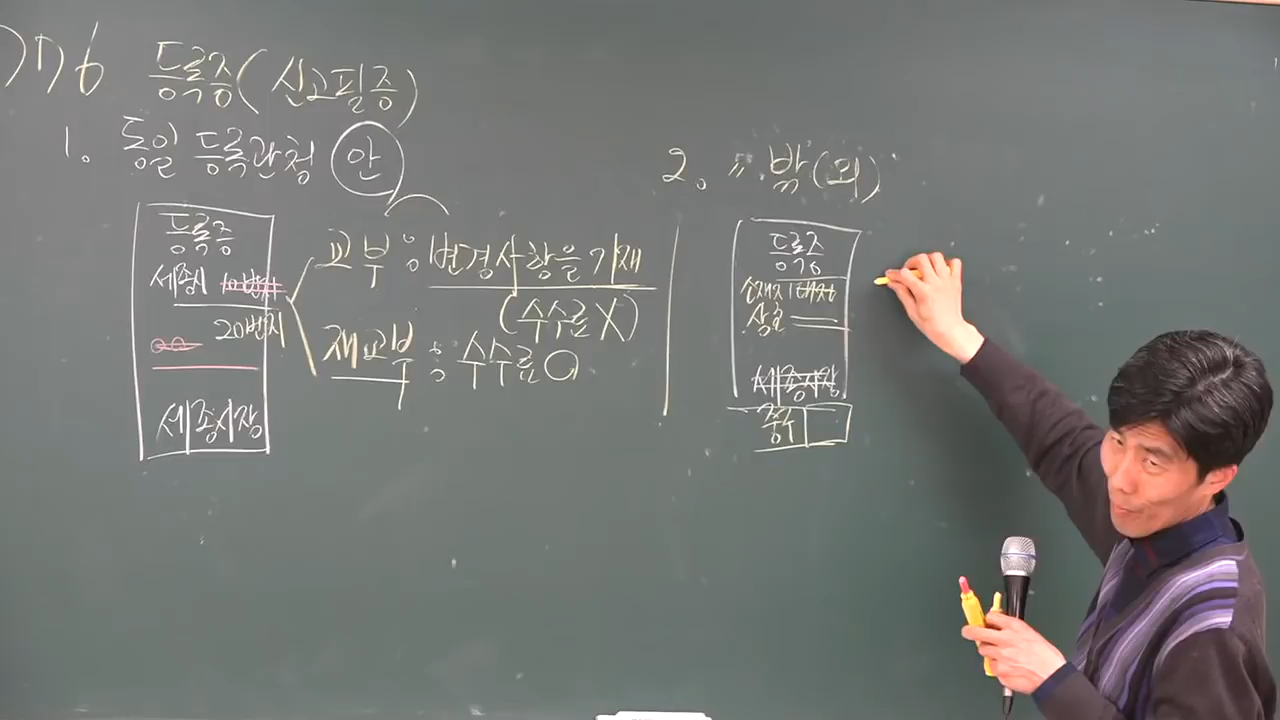 등록증(신고필증)
1. 동일 등록관청 안
등록증
세종시 10번지
20번지
세종시장
교부 : 변경사항을 기재
(수수료 X)
재교부 : 수수료 O
2. 〃 밖(외)
등록증
소재지
상호
세종시장